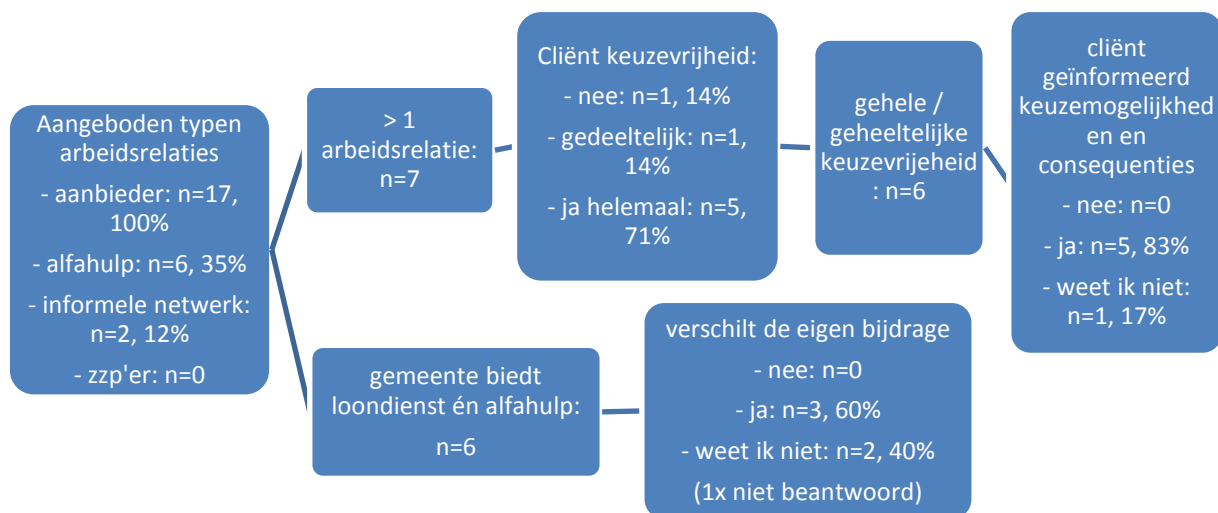 Aangeboden typen
arbeidsrelaties
- aanbieder: n=17,
100%
- alfahulp: n=6, 35%
- informele netwerk:
n=2, 12%
- zzp'er: n=0
> 1
arbeidsrelatie:
n=7
Cliënt keuzevrijheid:
- nee: n=1, 14%
- gedeeltelijk: n=1,
14%
- ja helemaal: n=5,
71%
gehele /
geheeltelijke
keuzevrijeheid
: n=6
cliënt
geïnformeerd
keuzemogelijkhed
en en
consequenties
- nee: n=0
- ja: n=5, 83%
- weet ik niet:
n=1, 17%
gemeente biedt
loondienst én alfahulp:
n=6
verschilt de eigen bijdrage
- nee: n=0
- ja: n=3, 60%
- weet ik niet: n=2, 40%
(1x niet beantwoord)